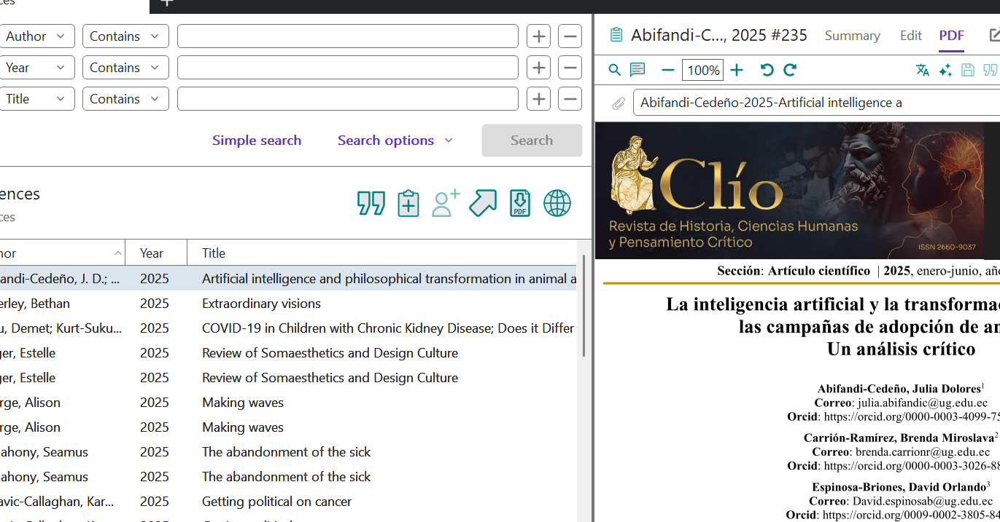 ces
Author Contains
Year Contains
Title Contains
Simple search Search options Search
ences
ces
PDF
hor Year Title
andi-Cedeño, J. D.; ... 2025 Artificial intelligence and philosophical transformation in animal a
erley, Bethan 2025 Extraordinary visions
u, Demet; Kurt-Suku... 2025 COVID-19 in Children with Chronic Kidney Disease; Does it Differ
ger, Estelle 2025 Review of Somaesthetics and Design Culture
ger, Estelle 2025 Review of Somaesthetics and Design Culture
rge, Alison 2025 Making waves
rge, Alison 2025 Making waves
ahony, Seamus 2025 The abandonment of the sick
ahony, Seamus 2025 The abandonment of the sick
avic-Callaghan, Kar... 2025 Getting political on cancer
Abifandi-C..., 2025 #235 Summary Edit PDF
100%
Abifandi-Cedeño-2025-Artificial intelligence a
Clío
Revista de Historia, Ciencias Humanas
y Pensamiento Crítico
ISSN 2660-9037
Sección: Artículo científico | 2025, enero-junio, año
La inteligencia artificial y la transforma
las campañas de adopción de an
Un análisis crítico
Abifandi-Cedeño, Julia Dolores1
Correo: julia.abifandic@ug.edu.ec
Orcid: https://orcid.org/0000-0003-4099-75
Carrión-Ramírez, Brenda Miroslava2
Correo: brenda.carrionr@ug.edu.ec
Orcid: https://orcid.org/0000-0003-3026-88
Espinosa-Briones, David Orlando3
Correo: David.espinosab@ug.edu.ec
Orcid: https://orcid.org/0009-0002-3805-84